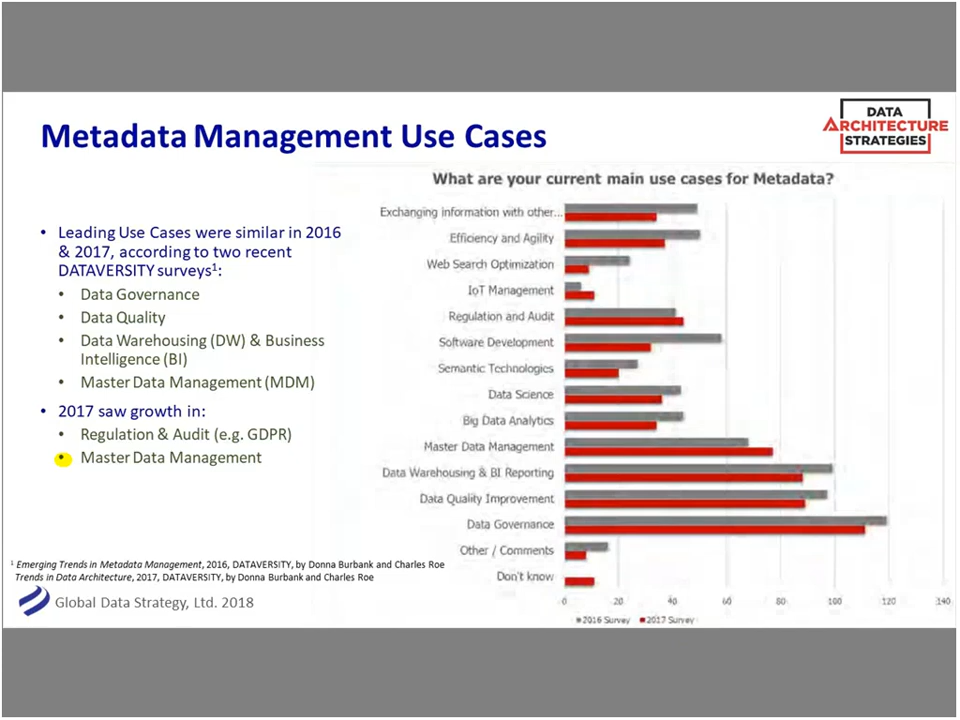 Metadata Management Use Cases
DATA
ARCHITECTURE
STRATEGIES
• Leading Use Cases were similar in 2016
& 2017, according to two recent
DATAVERSITY surveys1:
• Data Governance
• Data Quality
• Data Warehousing (DW) & Business
Intelligence (BI)
• Master Data Management (MDM)
• 2017 saw growth in:
• Regulation & Audit (e.g. GDPR)
• Master Data Management
What are your current main use cases for Metadata?
Exchanging information with other...
Efficiency and Agility
Web Search Optimization
IoT Management
Regulation and Audit
Software Development
Semantic Technologies
Data Science
Big Data Analytics
Master Data Management
Data Warehousing & BI Reporting
Data Quality Improvement
Data Governance
Other / Comments
Don't know
0 20 40 60 80 100 120 140
2016 Survey 2017 Survey
1 Emerging Trends in Metadata Management, 2016, DATAVERSITY, by Donna Burbank and Charles Roe
Trends in Data Architecture, 2017, DATAVERSITY, by Donna Burbank and Charles Roe
Global Data Strategy, Ltd. 2018